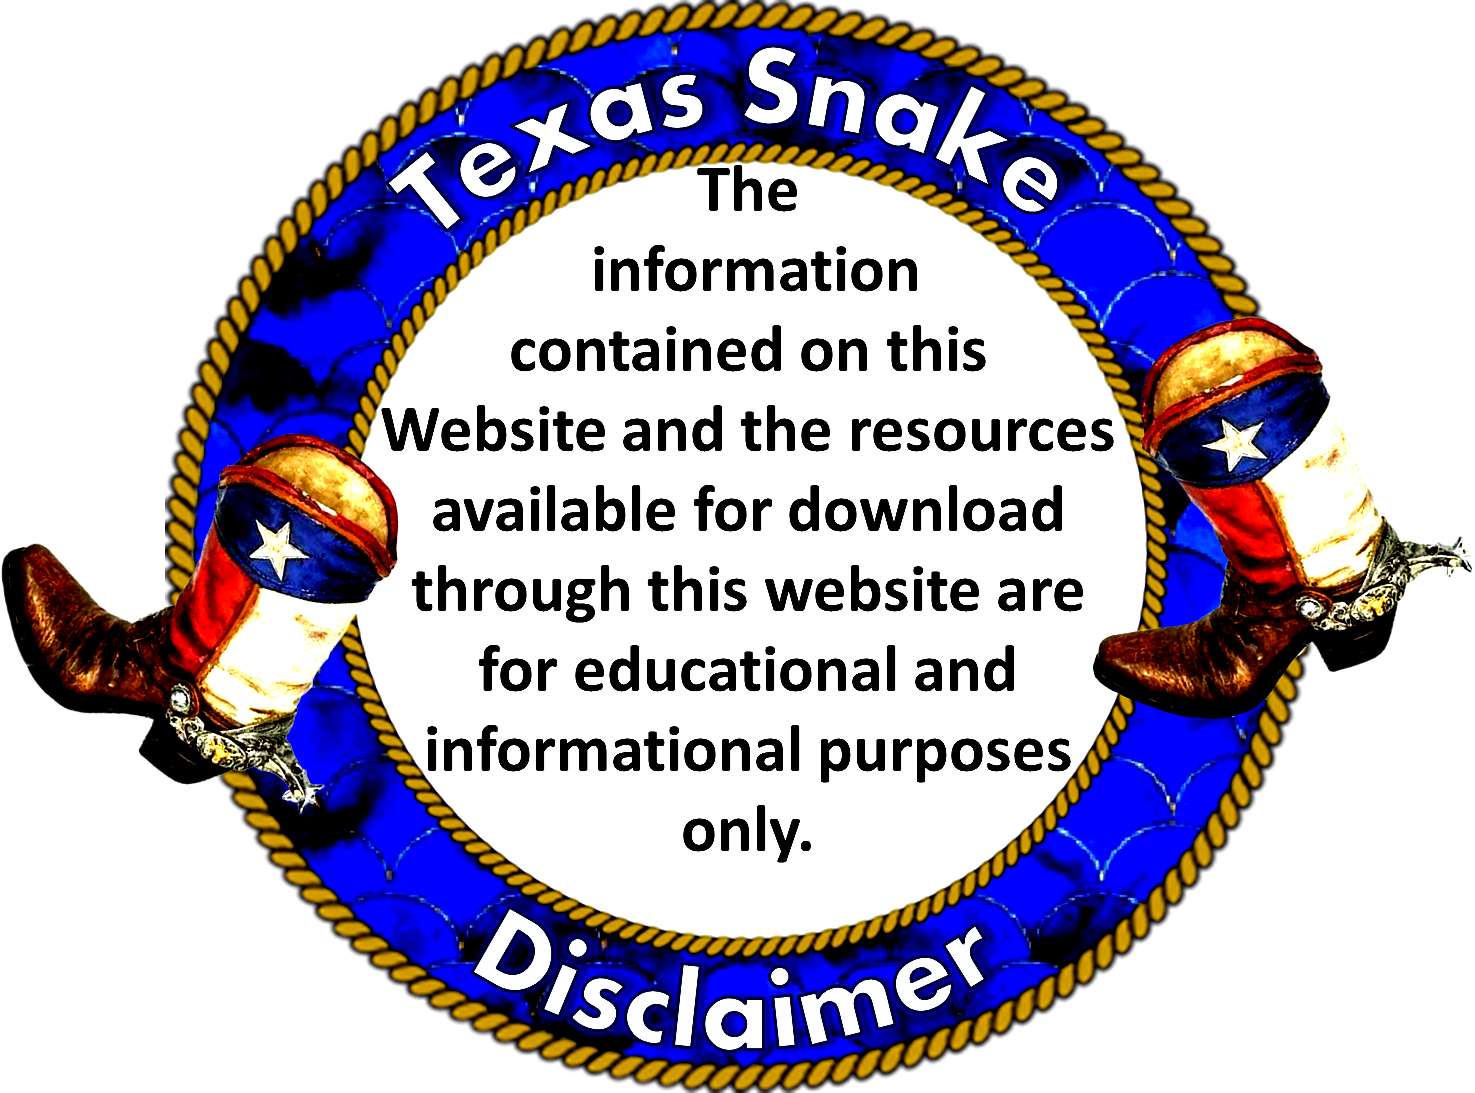 Texas Snake
The
information
contained on this
Website and the resources
available for download
through this website are
for educational and
informational purposes
only.
Disclaimer